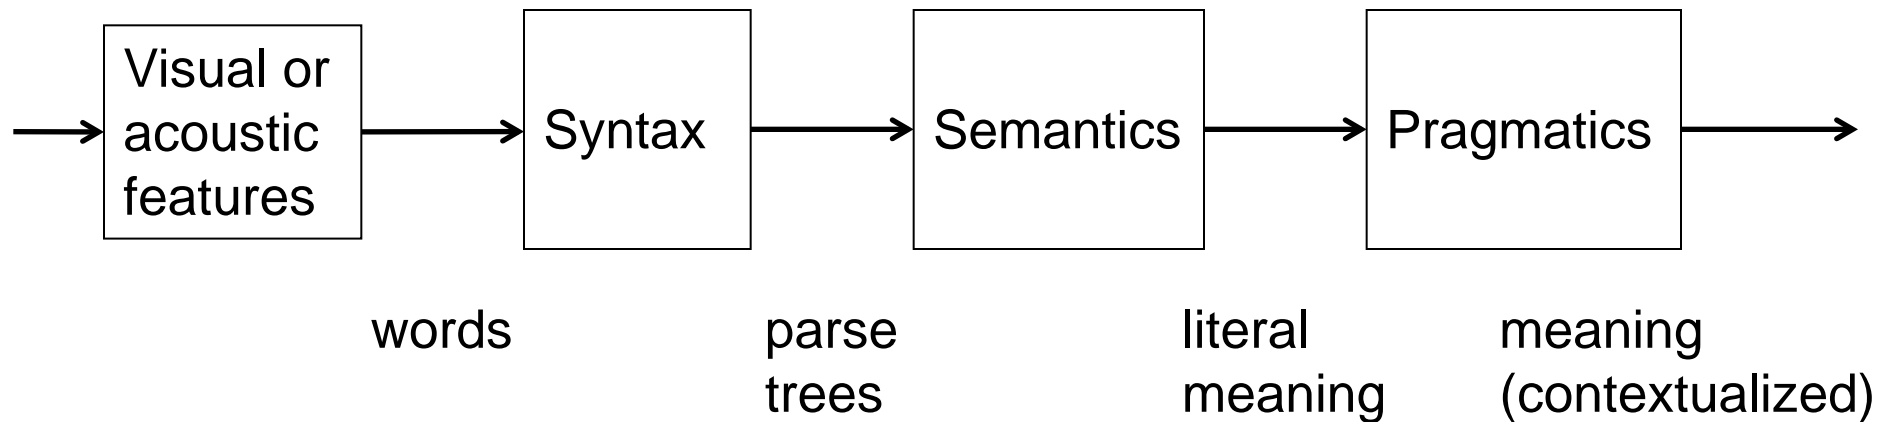 Visual or
acoustic
features
Syntax
Semantics
Pragmatics
words
parse
trees
literal
meaning
meaning
(contextualized)